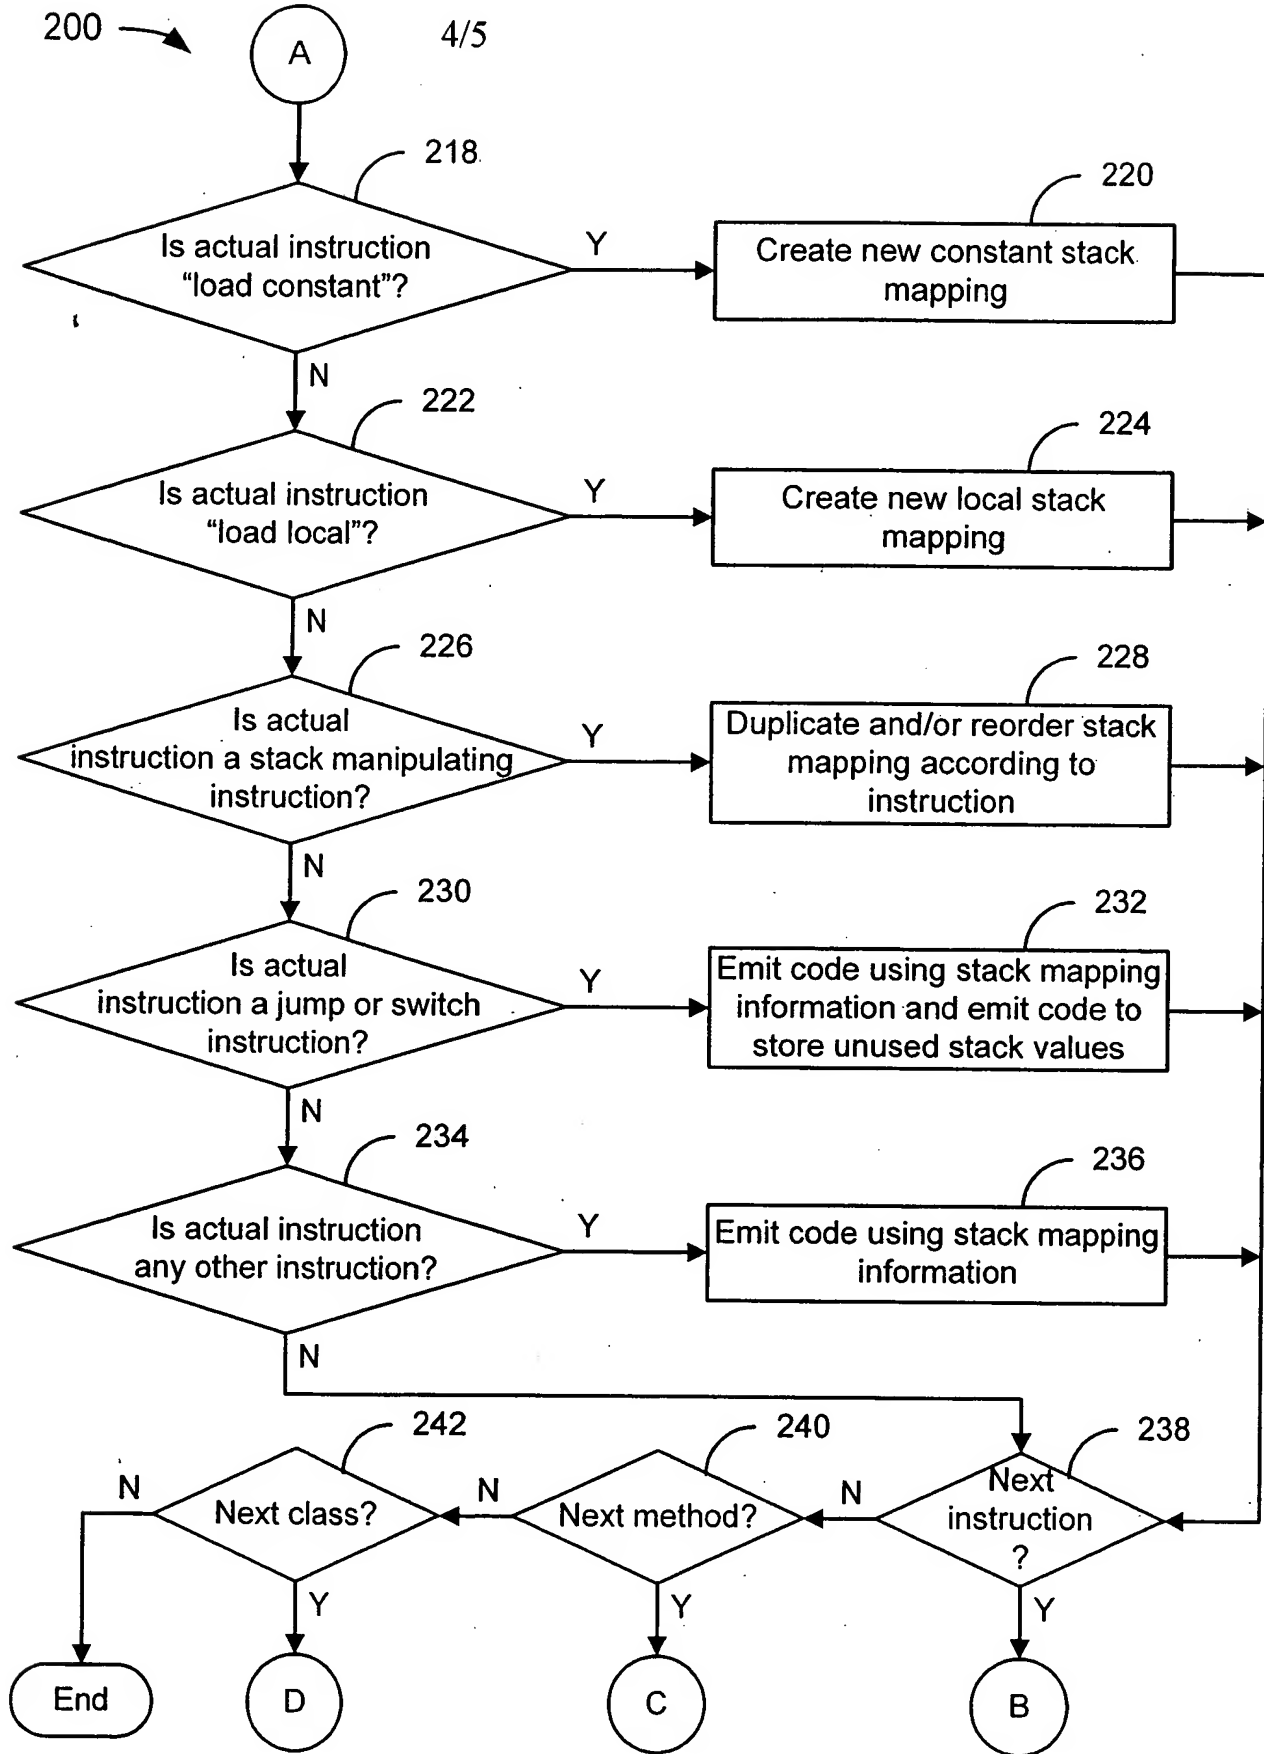 200
4/5
A
218
220
Is actual instruction
“load constant”?
Y
Create new constant stack
mapping
N
222
224
Is actual instruction
“load local”?
Y
Create new local stack
mapping
N
226
228
Is actual
instruction a stack manipulating
instruction?
Y
Duplicate and/or reorder stack
mapping according to
instruction
N
230
232
Is actual
instruction a jump or switch
instruction?
Y
Emit code using stack mapping
information and emit code to
store unused stack values
N
234
236
Is actual instruction
any other instruction?
Y
Emit code using stack mapping
information
N
242
240
238
N
Next class?
N
Next method?
N
Next
instruction
?
Y
Y
Y
End
D
C
B